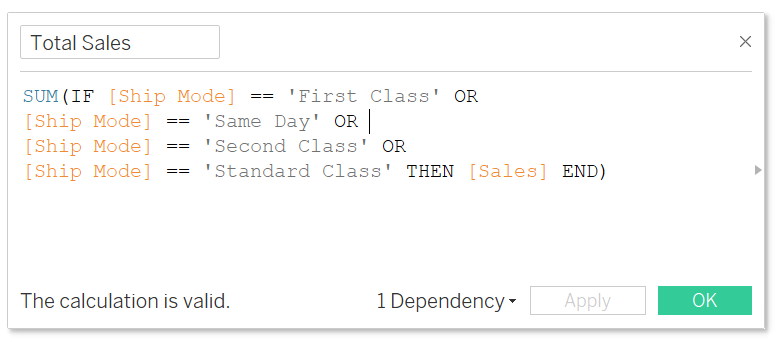 Total Sales
SUM(IF [Ship Mode] == 'First Class' OR
[Ship Mode] == 'Same Day' OR
[Ship Mode] == 'Second Class' OR
[Ship Mode] == 'Standard Class' THEN [Sales] END)
The calculation is valid. 1 Dependency Apply OK